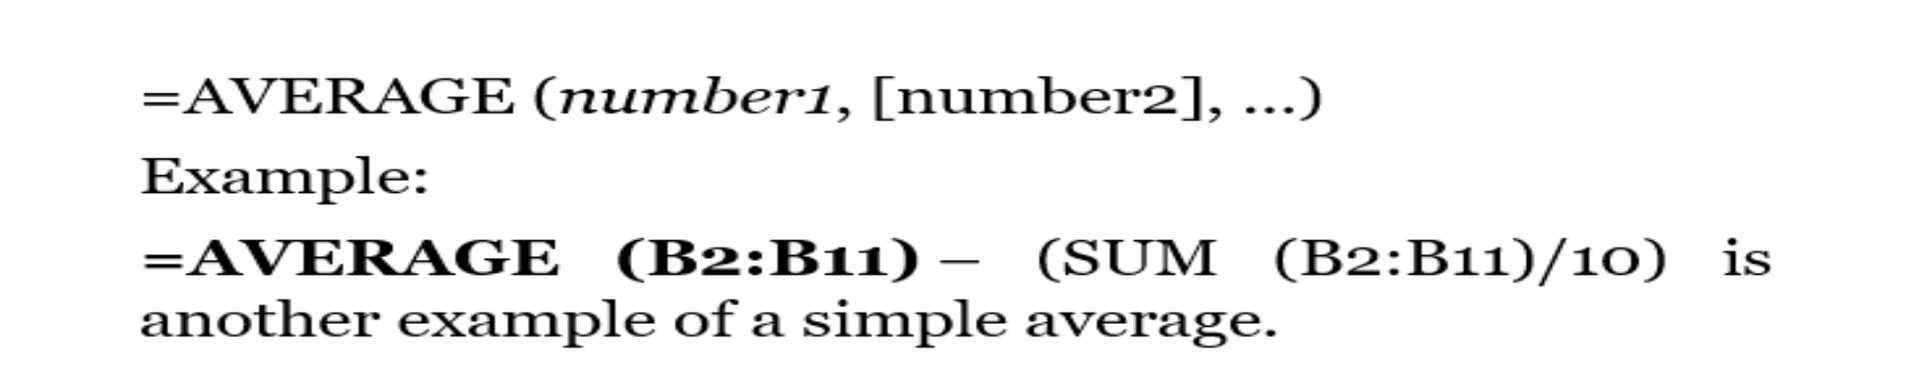 =AVERAGE (number1, [number2], ...)
Example:
=AVERAGE (B2:B11) – (SUM (B2:B11)/10) is
another example of a simple average.